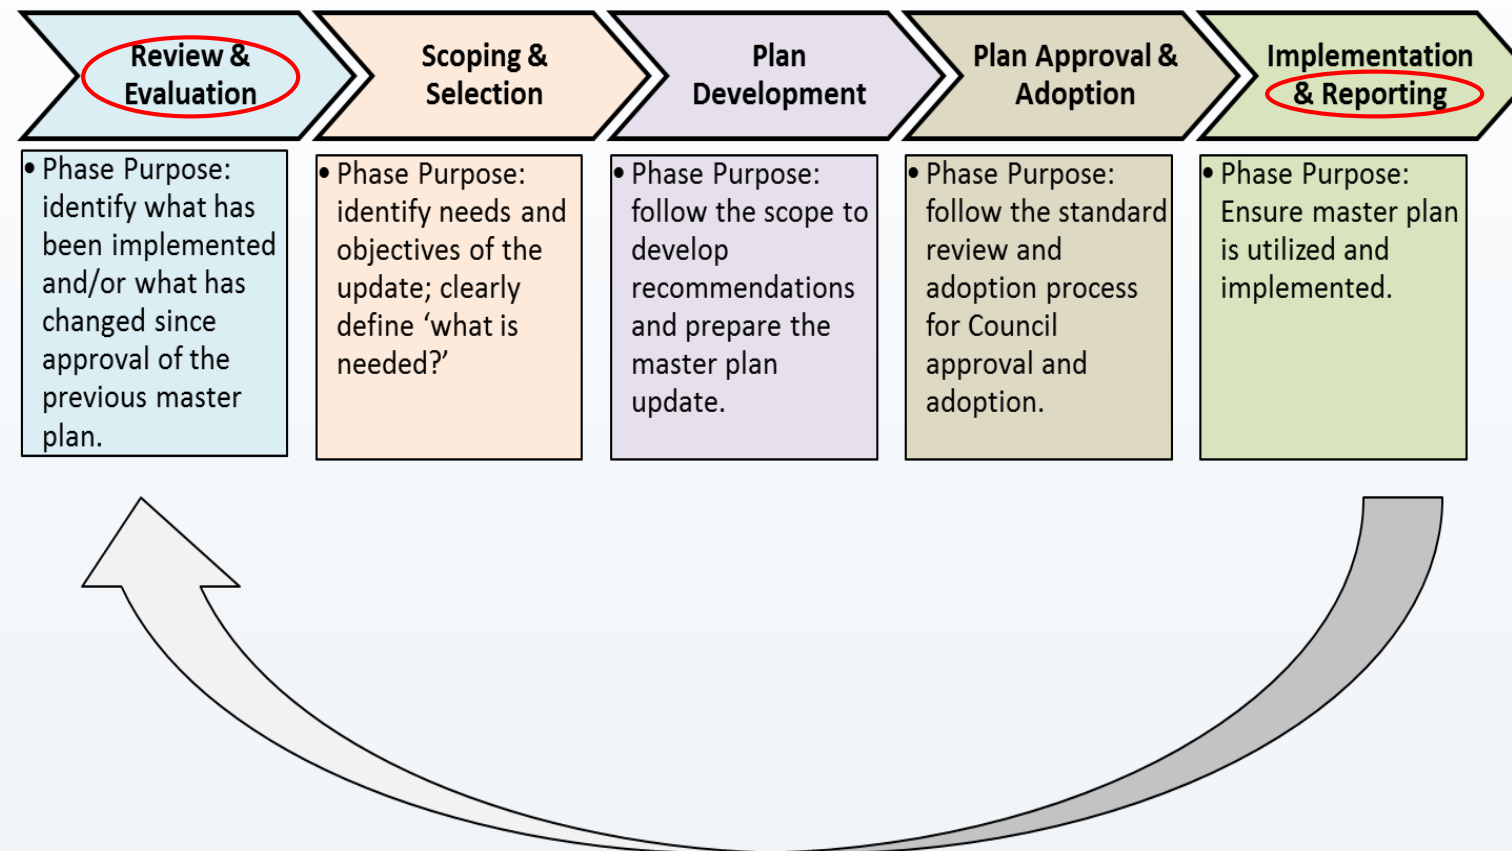 Review &
Evaluation
Scoping &
Selection
Plan
Development
Plan Approval &
Adoption
Implementation
& Reporting
• Phase Purpose:
identify what has
been implemented
and/or what has
changed since
approval of the
previous master
plan.
• Phase Purpose:
identify needs and
objectives of the
update; clearly
define ‘what is
needed?’
• Phase Purpose:
follow the scope to
develop
recommendations
and prepare the
master plan
update.
• Phase Purpose:
follow the standard
review and
adoption process
for Council
approval and
adoption.
• Phase Purpose:
Ensure master plan
is utilized and
implemented.